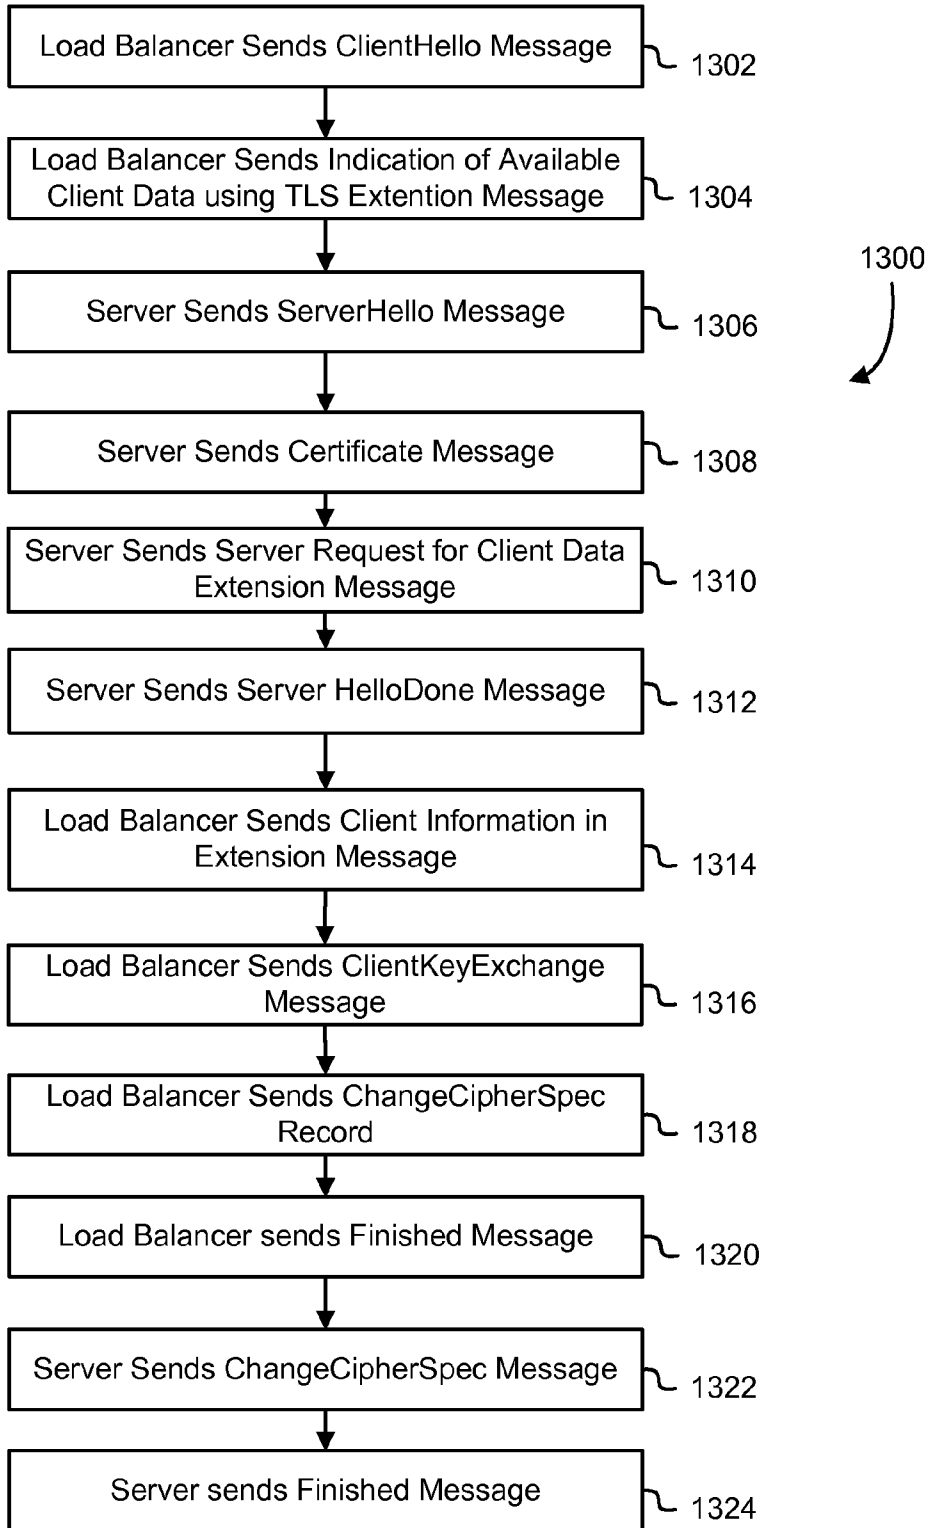 Load Balancer Sends ClientHello Message
1302
Load Balancer Sends Indication of Available
Client Data using TLS Extention Message
1304
1300
Server Sends ServerHello Message
1306
Server Sends Certificate Message
1308
Server Sends Server Request for Client Data
Extension Message
1310
Server Sends Server HelloDone Message
1312
Load Balancer Sends Client Information in
Extension Message
1314
Load Balancer Sends ClientKeyExchange
Message
1316
Load Balancer Sends ChangeCipherSpec
Record
1318
Load Balancer sends Finished Message
1320
Server Sends ChangeCipherSpec Message
1322
Server sends Finished Message
1324